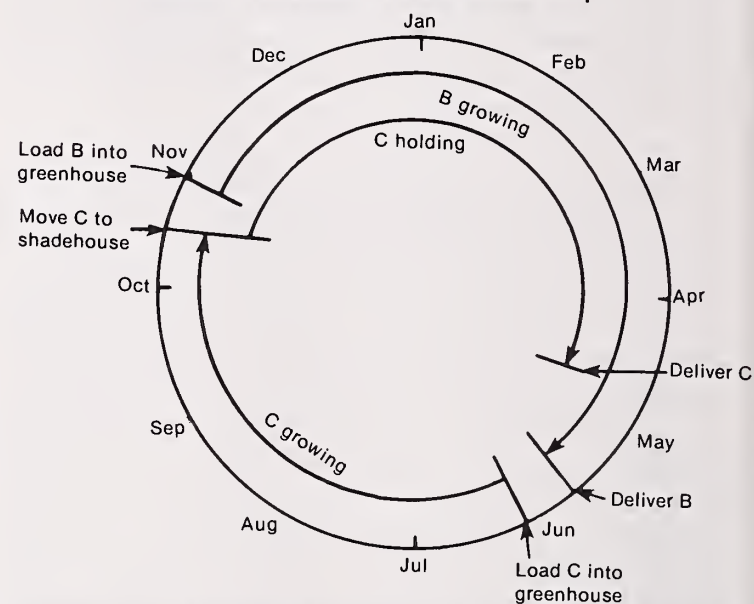 Jan
Feb
Mar
Apr
Deliver C
May
Deliver B
Jun
Load C into
greenhouse
Jul
Aug
Sep
Oct
Move C to
shadehouse
Load B into
greenhouse
Nov
Dec
B growing
C holding
C growing